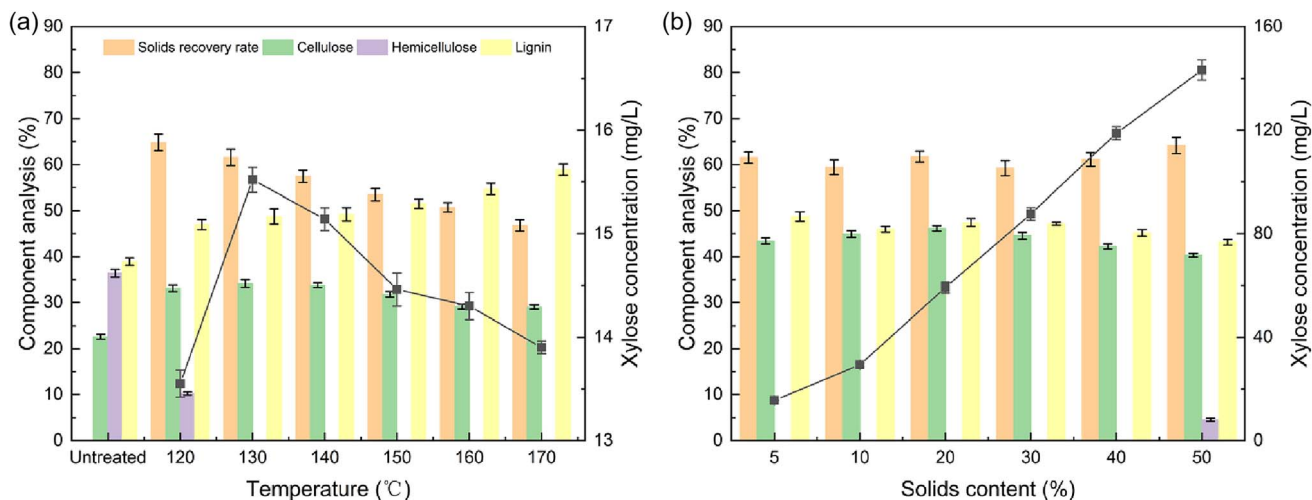 (a)
Component analysis (%)
100
90
80
70
60
50
40
30
20
10
0
Solids recovery rate Cellulose Hemicellulose Lignin
17
16
15
14
13
Xylose concentration (mg/L)
Untreated 120 130 140 150 160 170
Temperature (℃)
(b)
Component analysis (%)
100
90
80
70
60
50
40
30
20
10
0
160
120
80
40
0
Xylose concentration (mg/L)
5 10 20 30 40 50
Solids content (%)